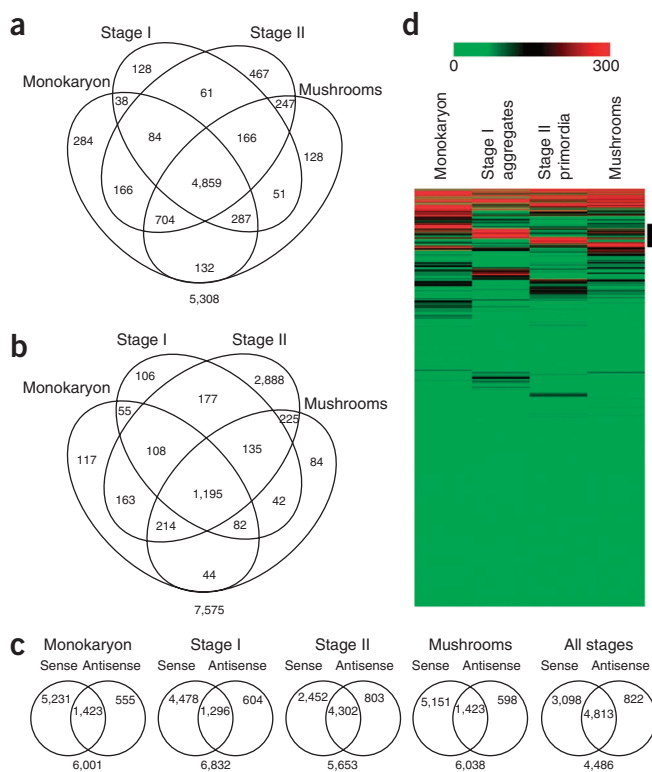 a
Stage I
Stage II
Monokaryon
Mushrooms
128
467
38
61
247
284
84
166
128
166
4,859
51
704
287
132
5,308
b
Stage I
Stage II
Monokaryon
Mushrooms
106
2,888
55
177
225
117
108
135
84
163
1,195
42
214
82
44
7,575
c
Monokaryon
Sense Antisense
5,231
1,423
555
6,001
Stage I
Sense Antisense
4,478
1,296
604
6,832
Stage II
Sense Antisense
2,452
4,302
803
5,653
Mushrooms
Sense Antisense
5,151
1,423
598
6,038
All stages
Sense Antisense
3,098
4,813
822
4,486
d
0
300
Monokaryon
Stage I
aggregates
Stage II
primordia
Mushrooms